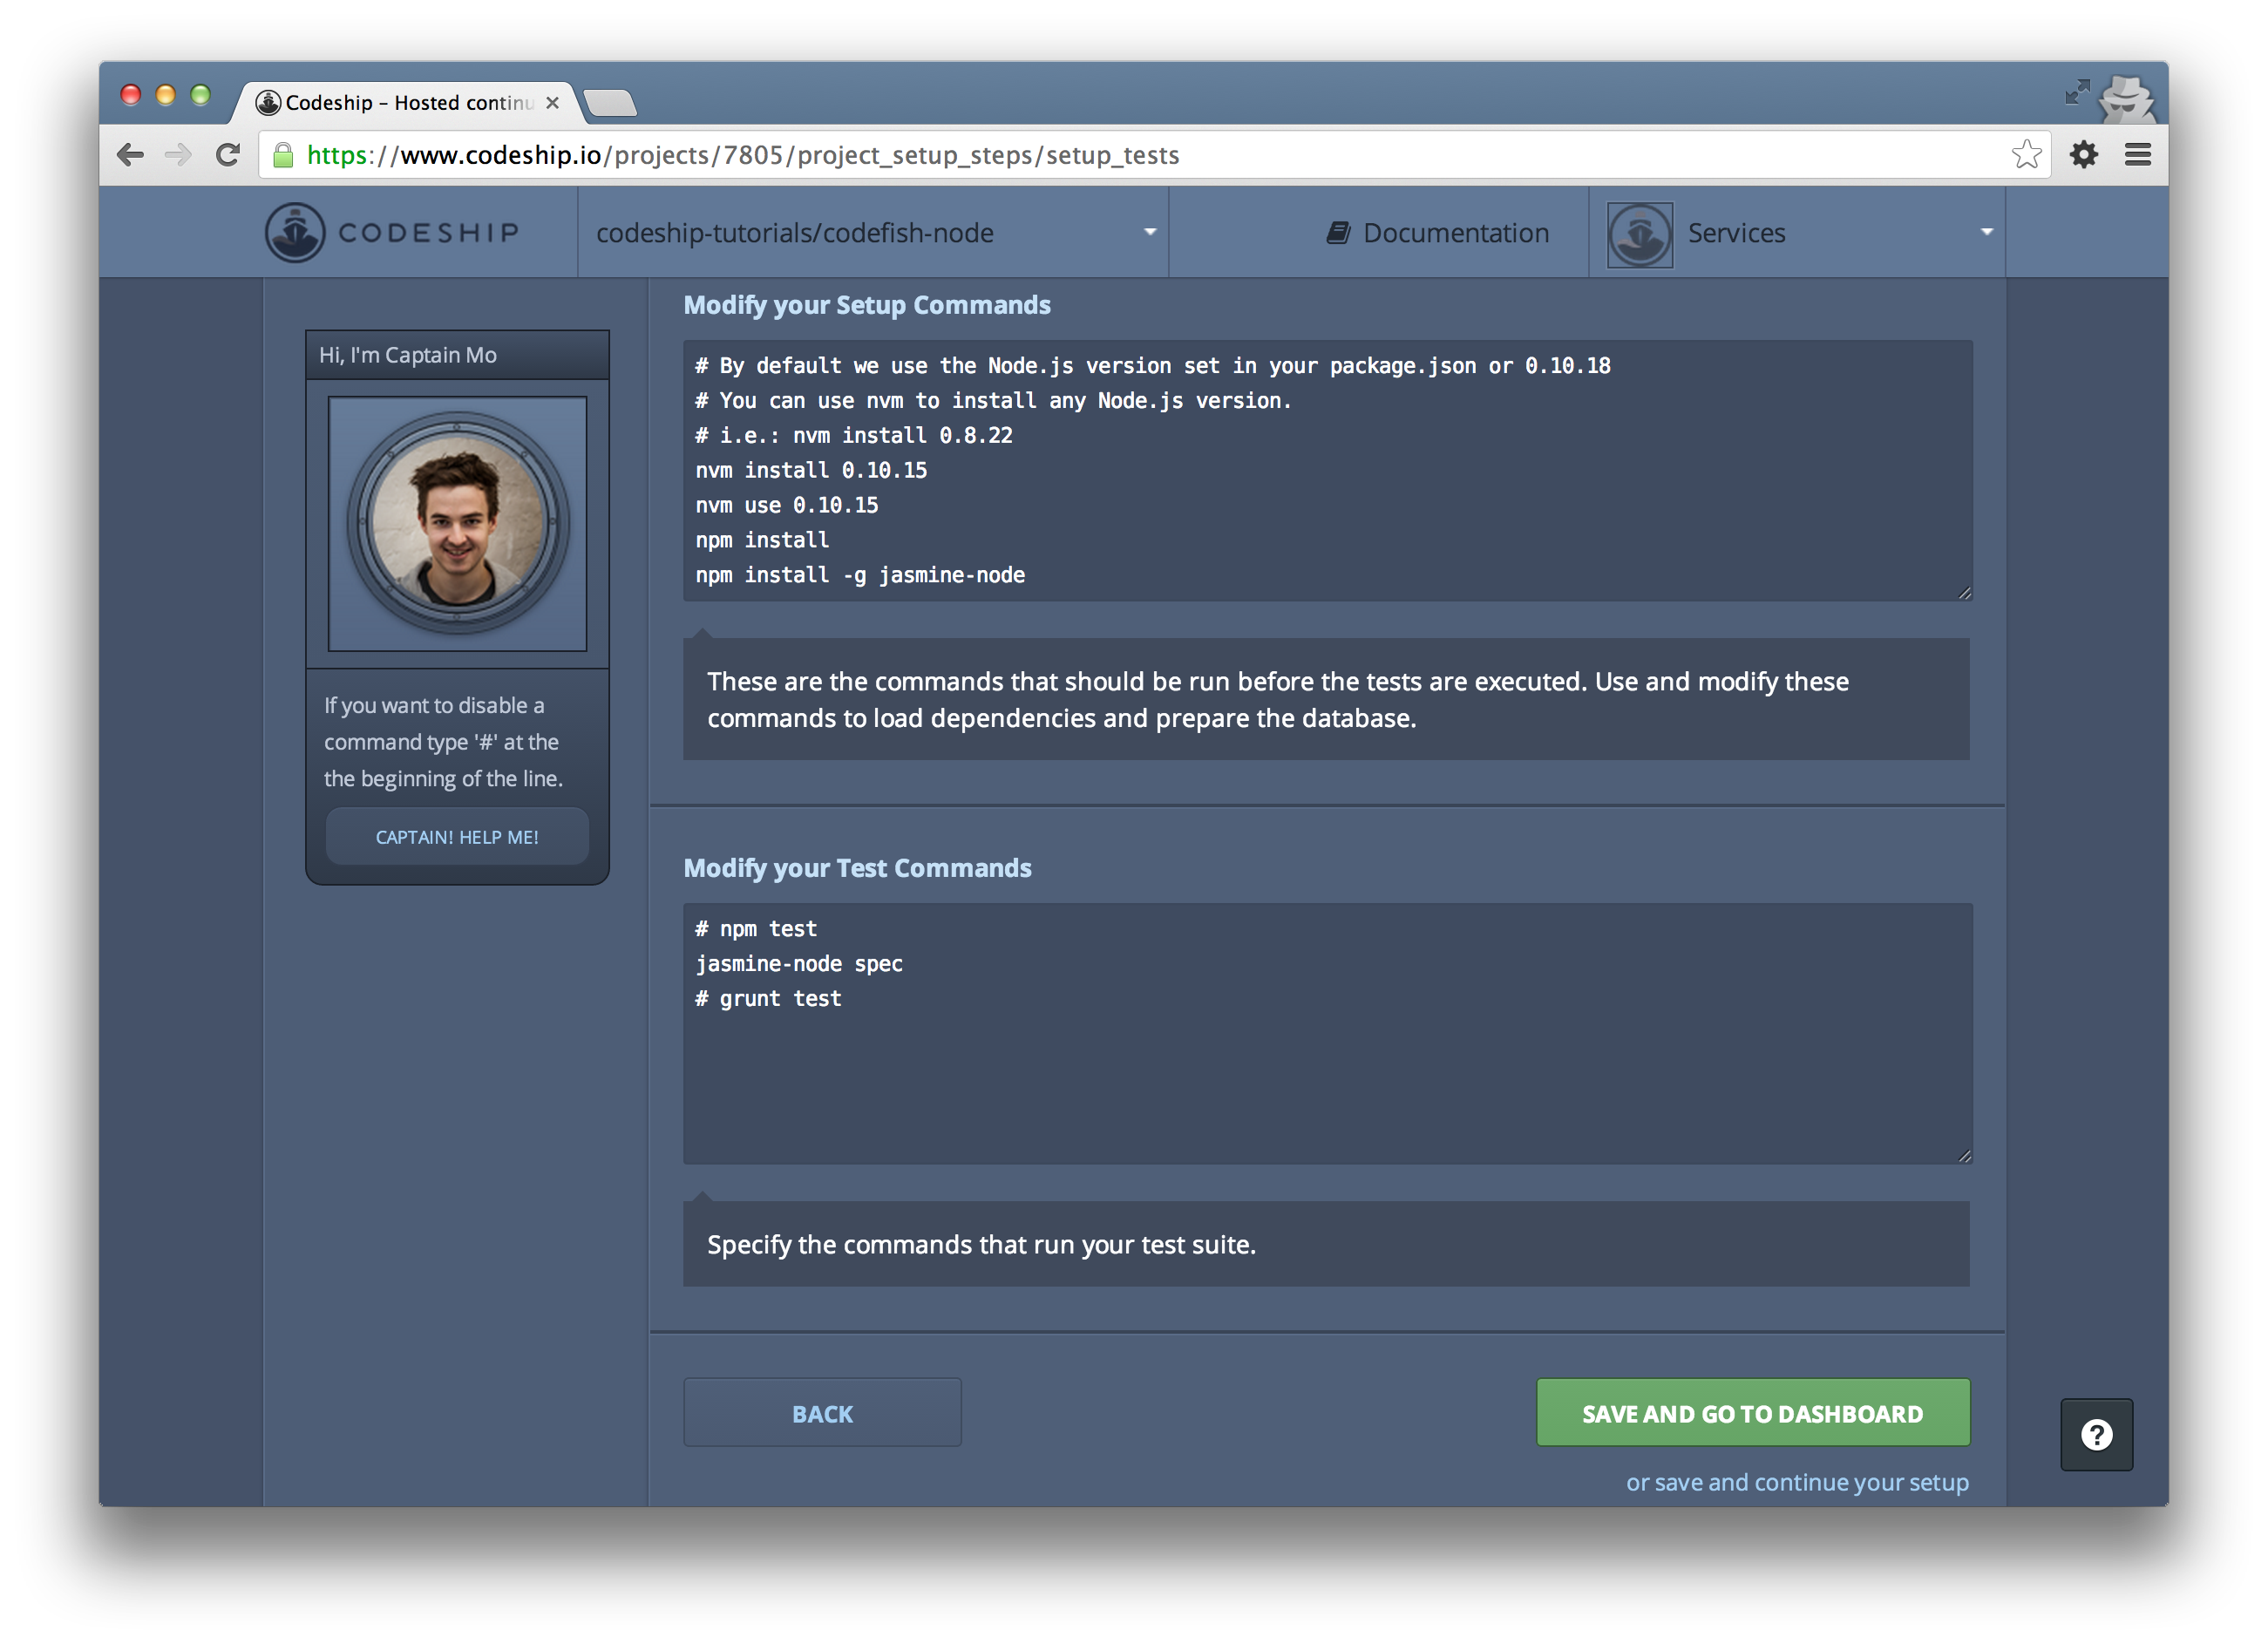 Codeship – Hosted continu
https://www.codeship.io/projects/7805/project_setup_steps/setup_tests
CODESHIP
codeship-tutorials/codefish-node
Documentation
Services
Hi, I'm Captain Mo
If you want to disable a
command type '#' at the
the beginning of the line.
CAPTAIN! HELP ME!
Modify your Setup Commands
# By default we use the Node.js version set in your package.json or 0.10.18
# You can use nvm to install any Node.js version.
# i.e.: nvm install 0.8.22
nvm install 0.10.15
nvm use 0.10.15
npm install
npm install -g jasmine-node
These are the commands that should be run before the tests are executed. Use and modify these
commands to load dependencies and prepare the database.
Modify your Test Commands
# npm test
jasmine-node spec
# grunt test
Specify the commands that run your test suite.
BACK
SAVE AND GO TO DASHBOARD
or save and continue your setup
?